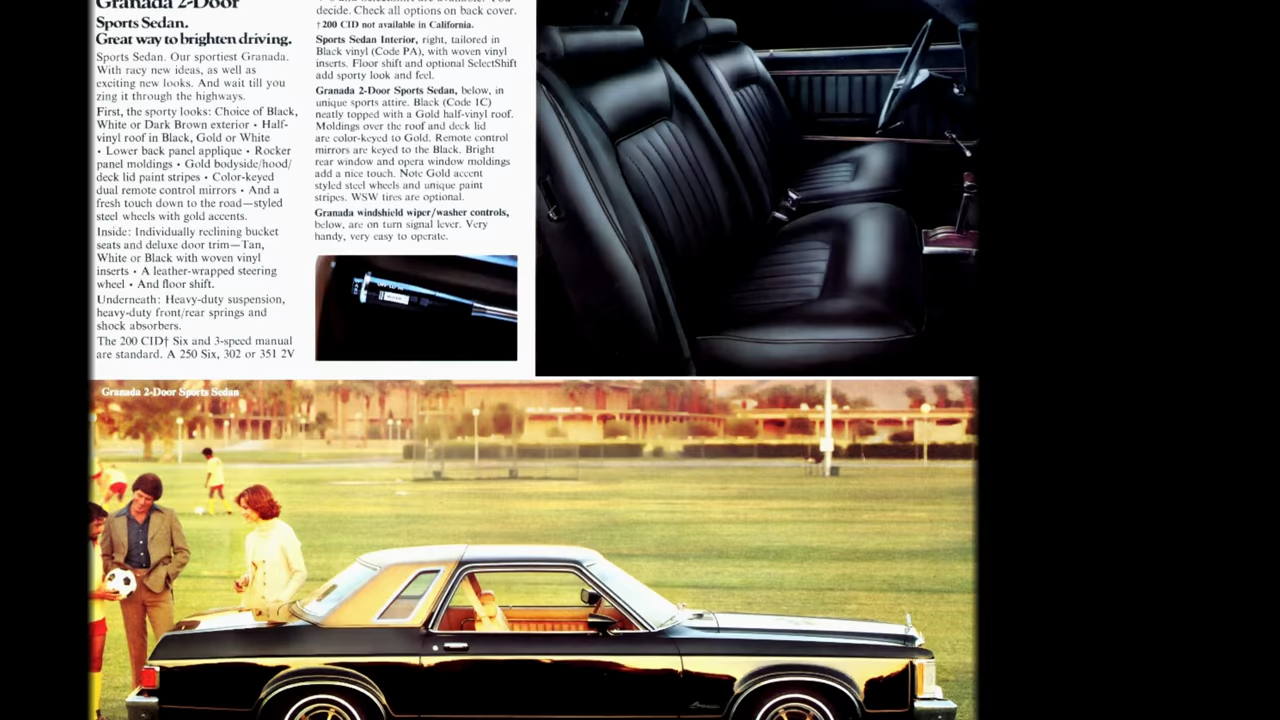 Granada 2-Door
Sports Sedan.
Great way to brighten driving.
Sports Sedan. Our sportiest Granada.
With racy new ideas, as well as
exciting new looks. And wait till you
zing it through the highways.
First, the sporty looks: Choice of Black,
White or Dark Brown exterior • Half-
vinyl roof in Black, Gold or White
• Lower back panel applique • Rocker
panel moldings • Gold bodyside/hood/
deck lid paint stripes • Color-keyed
dual remote control mirrors • And a
fresh touch down to the road—styled
steel wheels with gold accents.
Inside: Individually reclining bucket
seats and deluxe door trim—Tan,
White or Black with woven vinyl
inserts • A leather-wrapped steering
wheel • And floor shift.
Underneath: Heavy-duty suspension,
heavy-duty front/rear springs and
shock absorbers.
The 200 CID† Six and 3-speed manual
are standard. A 250 Six, 302 or 351 2V
decide. Check all options on back cover.
†200 CID not available in California.
Sports Sedan Interior, right, tailored in
Black vinyl (Code PA), with woven vinyl
inserts. Floor shift and optional SelectShift
add sporty look and feel.
Granada 2-Door Sports Sedan, below, in
unique sports attire. Black (Code 1C)
neatly topped with a Gold half-vinyl roof.
Moldings over the roof and deck lid
are color-keyed to Gold. Remote control
mirrors are keyed to the Black. Bright
rear window and opera window moldings
add a nice touch. Note Gold accent
styled steel wheels and unique paint
stripes. WSW tires are optional.
Granada windshield wiper/washer controls,
below, are on turn signal lever. Very
handy, very easy to operate.
Granada 2-Door Sports Sedan